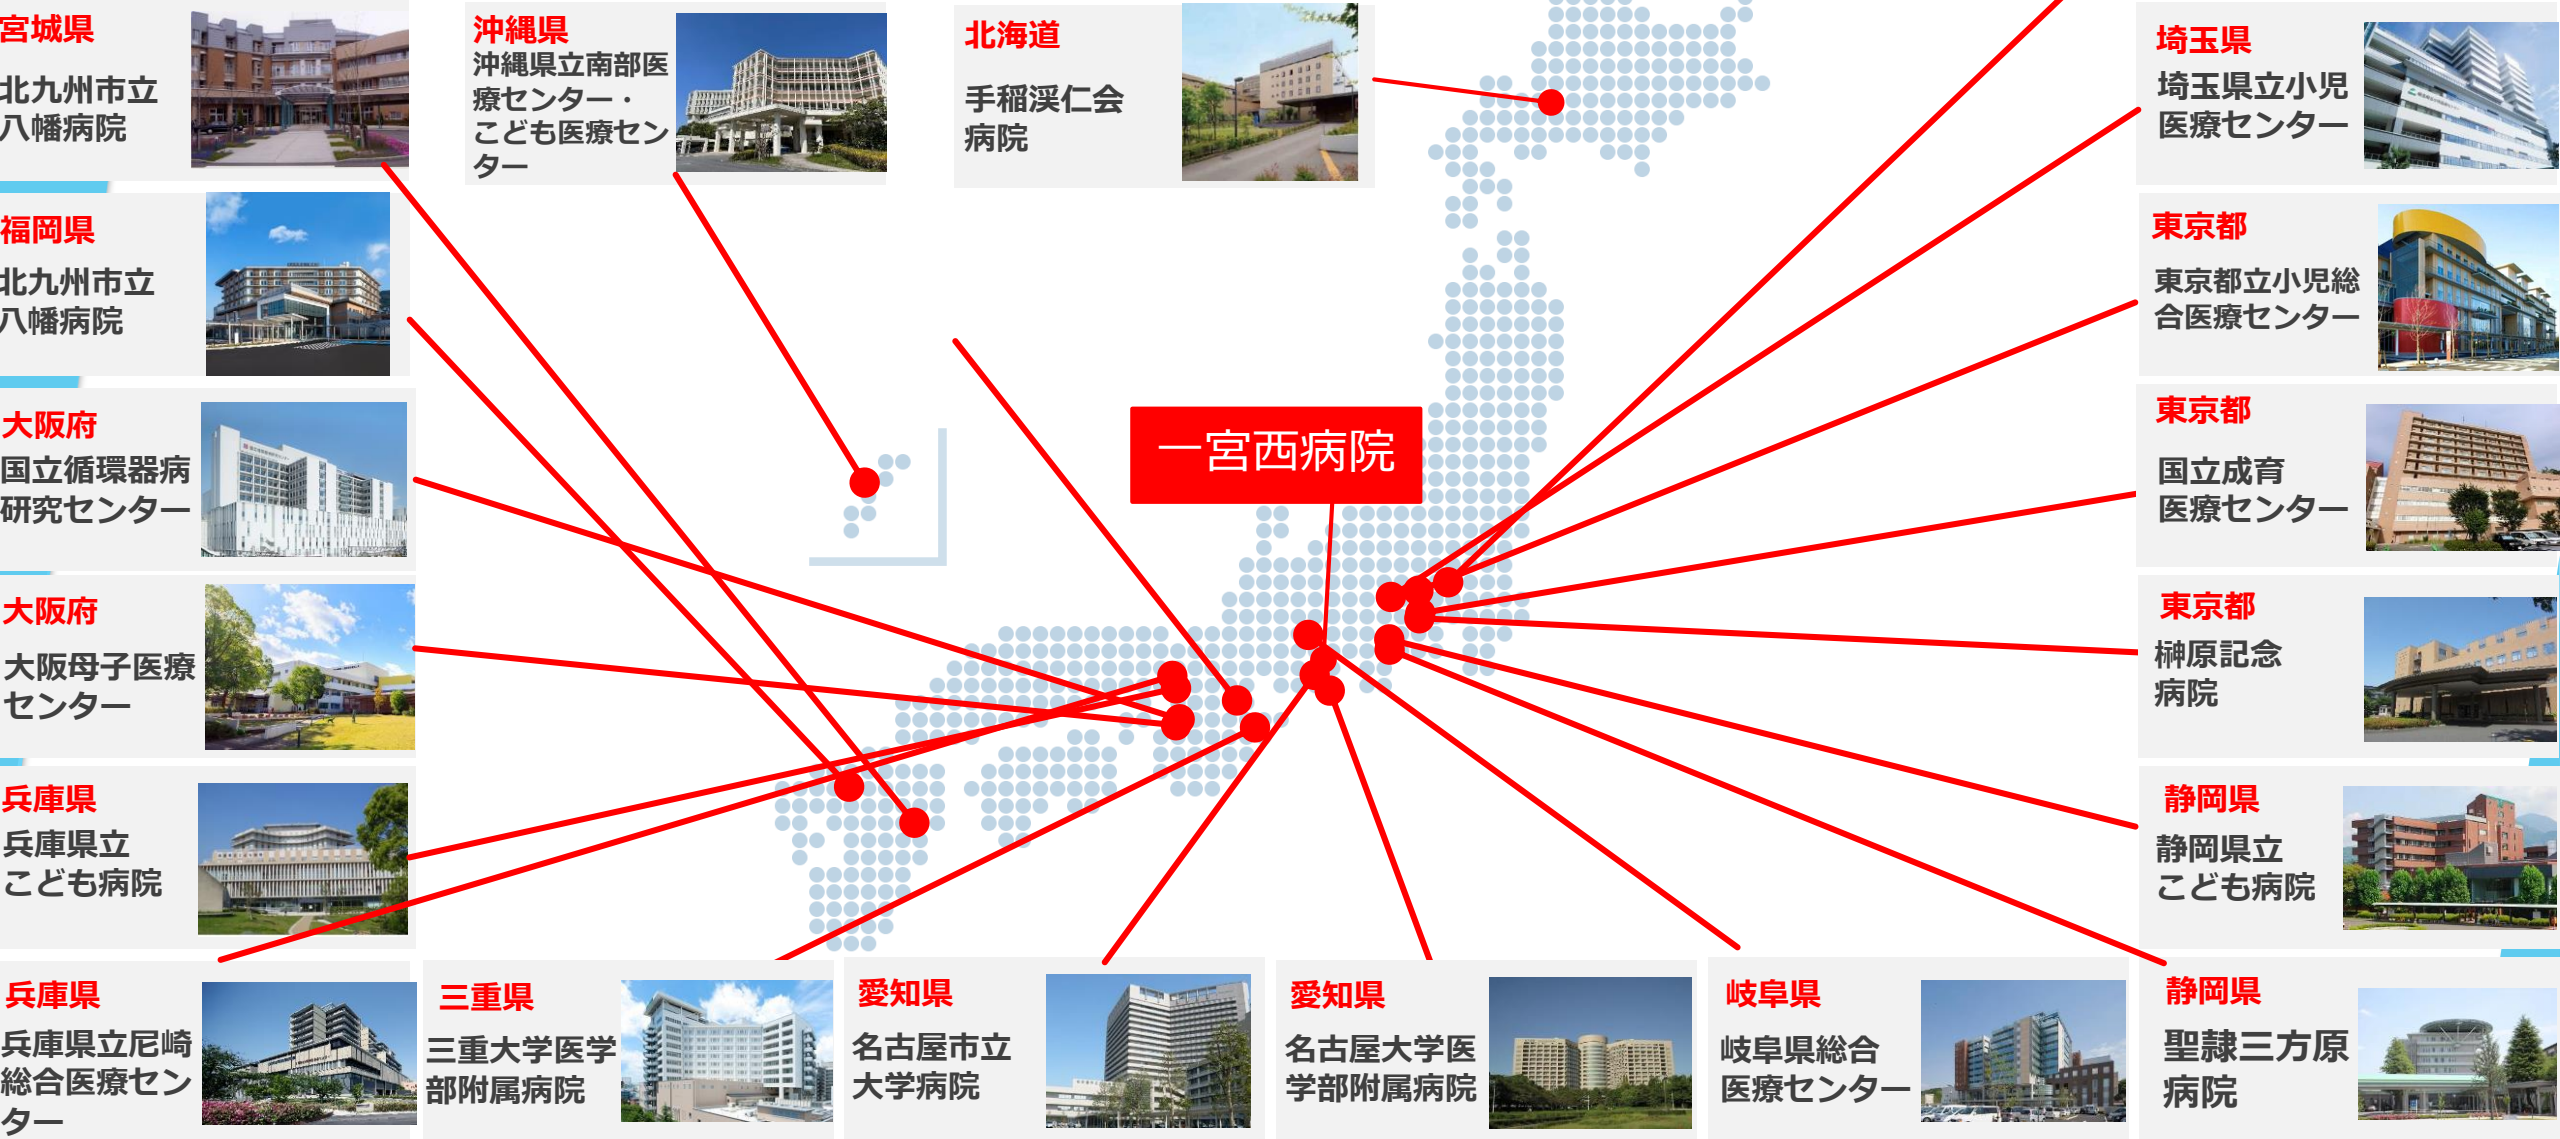 宮城県
北九州市立
八幡病院
沖縄県
沖縄県立南部医
療センター・
こども医療セン
ター
北海道
手稲渓仁会
病院
埼玉県
埼玉県立小児
医療センター
福岡県
北九州市立
八幡病院
東京都
東京都立小児総
合医療センター
大阪府
国立循環器病
研究センター
一宮西病院
東京都
国立成育
医療センター
大阪府
大阪母子医療
センター
東京都
榊原記念
病院
兵庫県
兵庫県立
こども病院
静岡県
静岡県立
こども病院
兵庫県
兵庫県立尼崎
総合医療セン
ター
三重県
三重大学医学
部附属病院
愛知県
名古屋市立
大学病院
愛知県
名古屋大学医
学部附属病院
岐阜県
岐阜県総合
医療センター
静岡県
聖隷三方原
病院